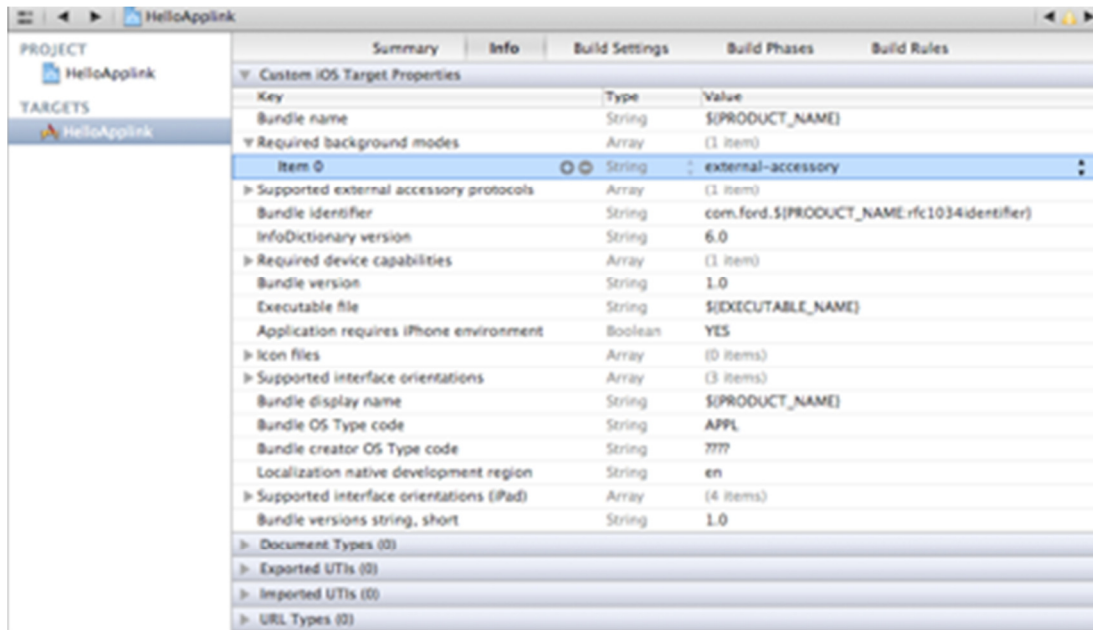 HelloApplink
PROJECT
HelloApplink
TARGETS
HelloApplink
Summary Info Build Settings Build Phases Build Rules
Custom iOS Target Properties
Key Type Value
Bundle name String ${PRODUCT_NAME}
Required background modes Array (1 item)
Item 0 String external-accessory
Supported external accessory protocols Array (1 item)
Bundle identifier String com.ford.${PRODUCT_NAME:rfc1034identifier}
InfoDictionary version String 6.0
Required device capabilities Array (1 item)
Bundle version String 1.0
Executable file String ${EXECUTABLE_NAME}
Application requires iPhone environment Boolean YES
Icon files Array (0 items)
Supported interface orientations Array (3 items)
Bundle display name String ${PRODUCT_NAME}
Bundle OS Type code String APPL
Bundle creator OS Type code String ????
Localization native development region String en
Supported interface orientations (iPad) Array (4 items)
Bundle versions string, short String 1.0
Document Types (0)
Exported UTIs (0)
Imported UTIs (0)
URL Types (0)